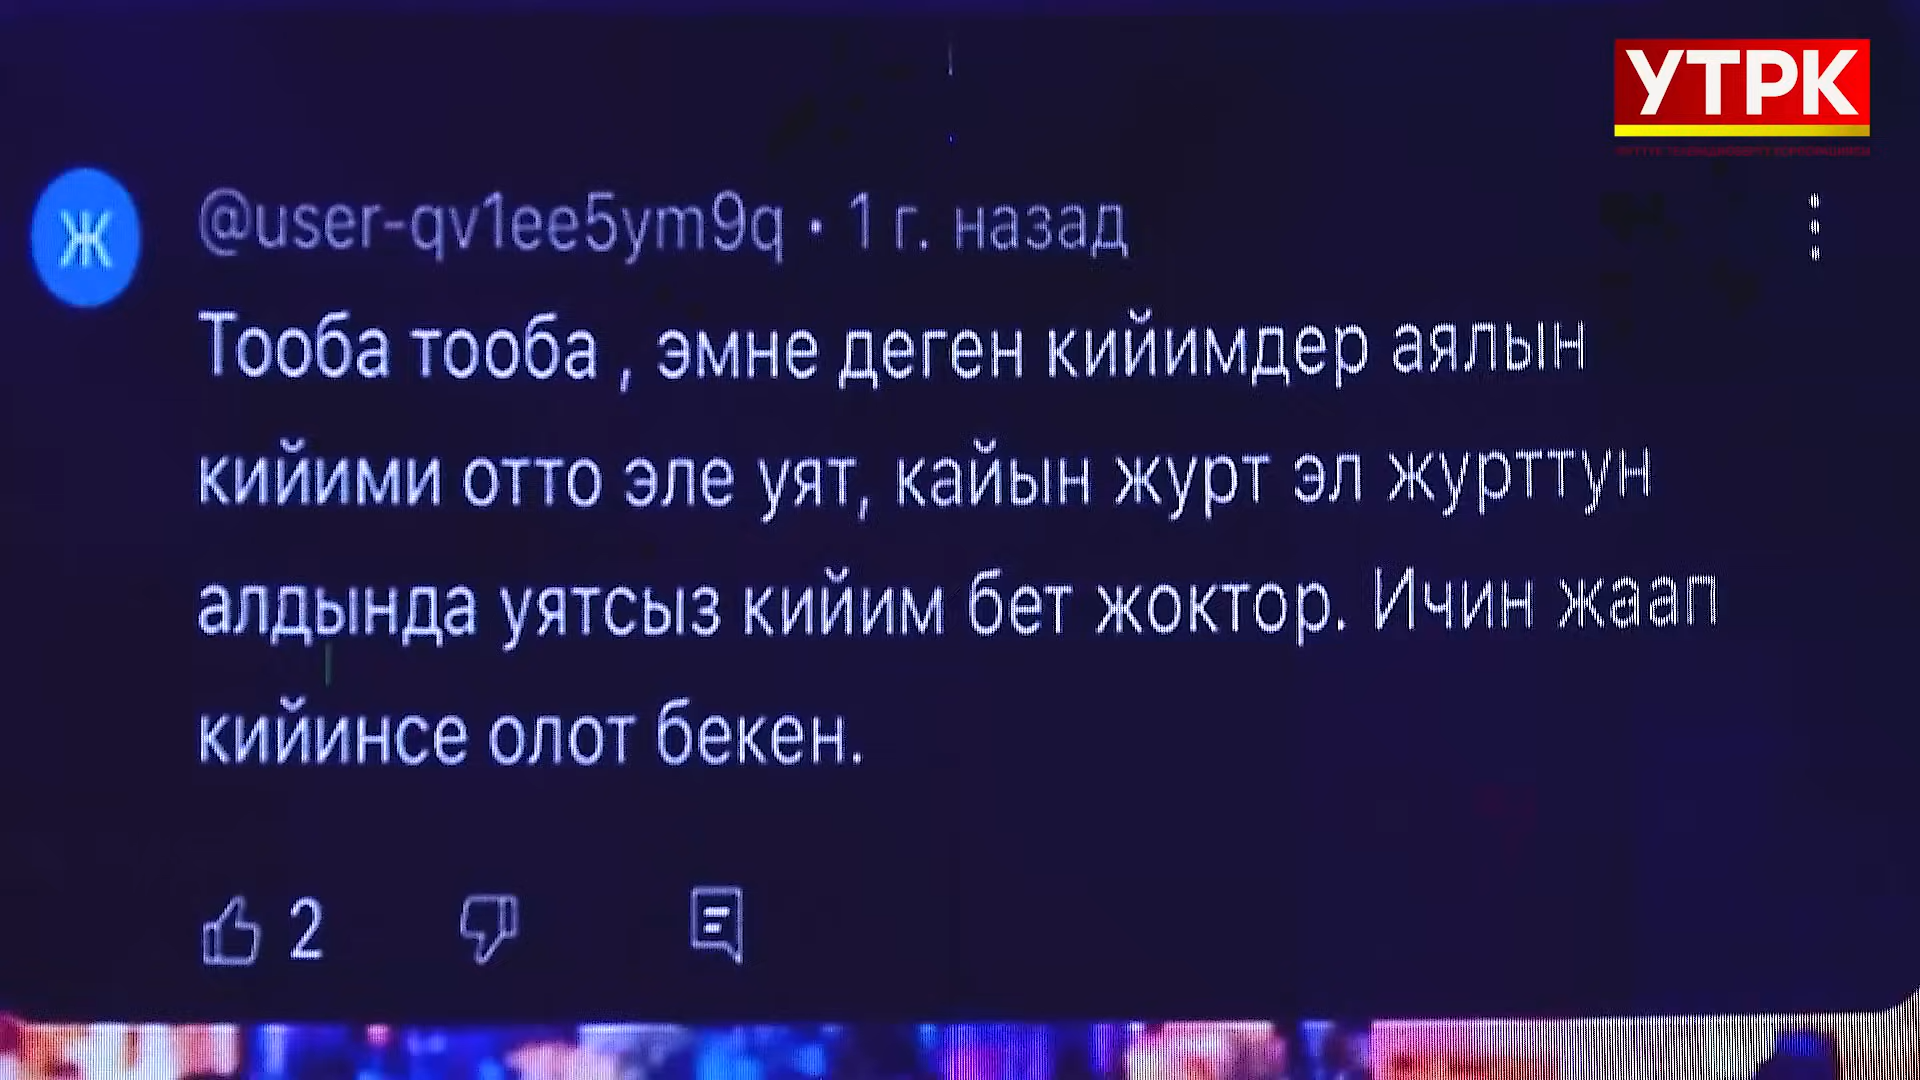 УТРК
@user-qv1ee5ym9q • 1 г. назад
Ж
Тооба тооба , эмне деген кийимдер аялын
кийими отто эле уят, кайын журт эл журттун
алдында уятсыз кийим бет жоктор. Ичин жаап
кийинсе олот бекен.
2